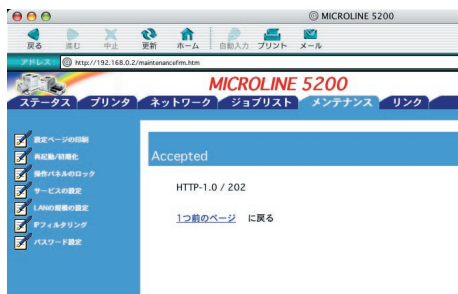 MICROLINE 5200
戻る 進む 中止 更新 ホーム 自動入力 プリント メール
アドレス http://192.168.0.2/maintenancefrm.htm
MICROLINE 5200
ステータス プリンタ ネットワーク ジョブリスト メンテナンス リンク
設定ページの印刷
再起動/初期化
操作パネルのロック
サービスの設定
LANの規模の設定
IPフィルタリング
パスワード設定
Accepted
HTTP-1.0 / 202
1つ前のページ に戻る